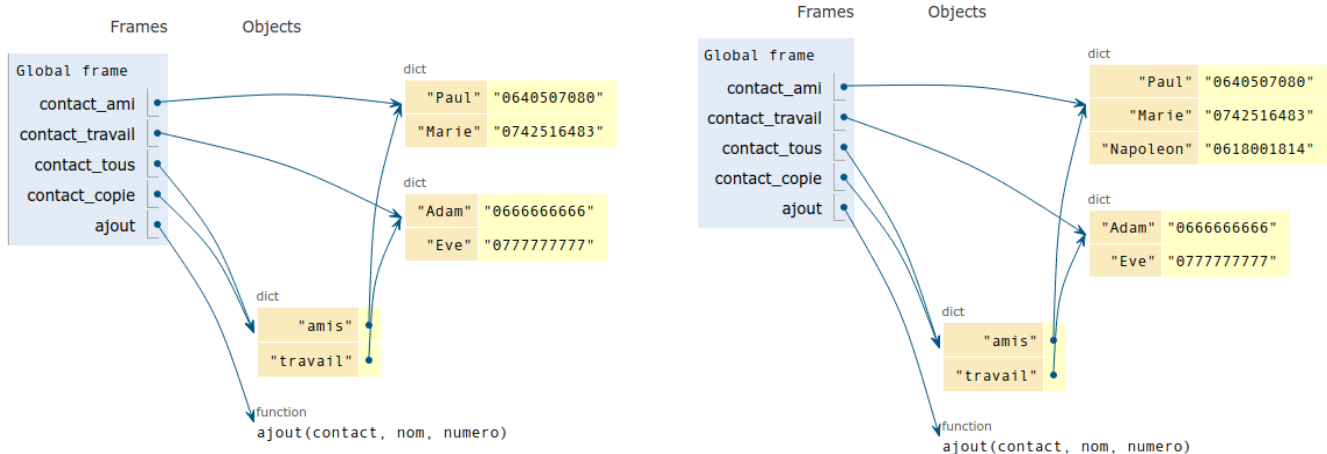 Frames Objects
Global frame
contact_ami
contact_travail
contact_tous
contact_copie
ajout
dict
"Paul" "0640507080"
"Marie" "0742516483"
dict
"Adam" "0666666666"
"Eve" "0777777777"
dict
"amis"
"travail"
function
ajout(contact, nom, numero)
Frames Objects
Global frame
contact_ami
contact_travail
contact_tous
contact_copie
ajout
dict
"Paul" "0640507080"
"Marie" "0742516483"
"Napoleon" "0618001814"
dict
"Adam" "0666666666"
"Eve" "0777777777"
dict
"amis"
"travail"
function
ajout(contact, nom, numero)